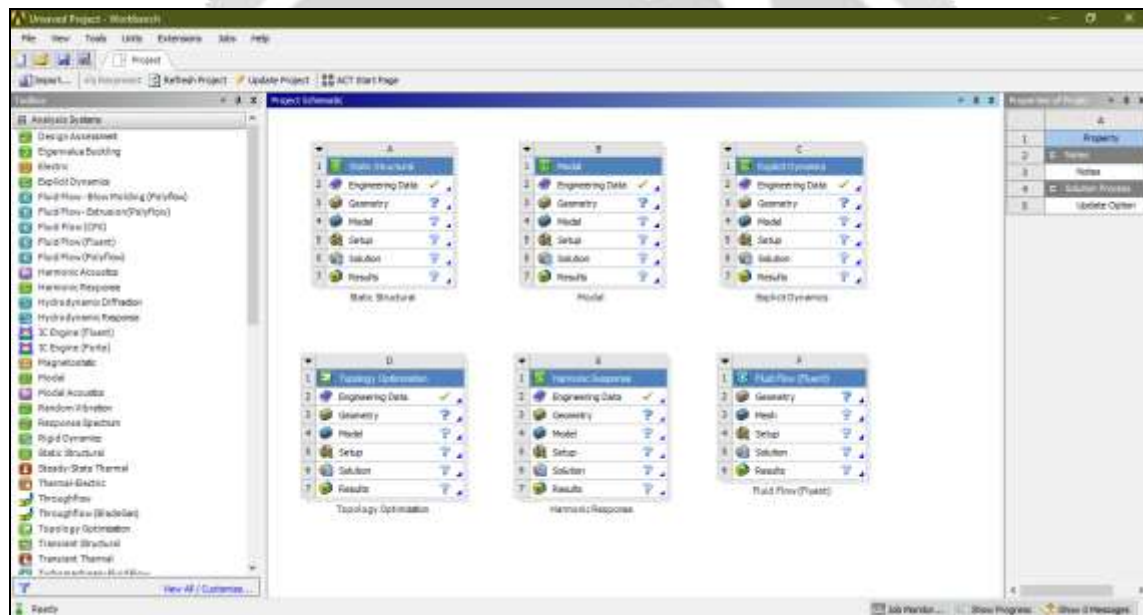 Unsaved Project - Workbench
File View Tools Units Extensions Jobs Help
Project
Import... Reconnect Refresh Project Update Project ACT Start Page
Toolbox
Project Schematic
Properties of Project
Analysis Systems
Design Assessment
Eigenvalue Buckling
Electric
Explicit Dynamics
Fluid Flow - Blow Molding (Polyflow)
Fluid Flow - Extrusion (Polyflow)
Fluid Flow (CFX)
Fluid Flow (Fluent)
Fluid Flow (Polyflow)
Harmonic Acoustics
Harmonic Response
Hydrodynamic Diffraction
Hydrodynamic Response
IC Engine (Fluent)
IC Engine (Forte)
Magnetostatic
Modal
Modal Acoustics
Random Vibration
Response Spectrum
Rigid Dynamics
Static Structural
Steady-State Thermal
Thermal-Electric
Throughflow
Throughflow (BladeGen)
Topology Optimization
Transient Structural
Transient Thermal
View All / Customize...
A
1 Static Structural
2 Engineering Data
3 Geometry
4 Model
5 Setup
6 Solution
7 Results
Static Structural
B
1 Modal
2 Engineering Data
3 Geometry
4 Model
5 Setup
6 Solution
7 Results
Modal
C
1 Explicit Dynamics
2 Engineering Data
3 Geometry
4 Model
5 Setup
6 Solution
7 Results
Explicit Dynamics
D
1 Topology Optimization
2 Engineering Data
3 Geometry
4 Model
5 Setup
6 Solution
7 Results
Topology Optimization
E
1 Harmonic Response
2 Engineering Data
3 Geometry
4 Model
5 Setup
6 Solution
7 Results
Harmonic Response
F
1 Fluid Flow (Fluent)
2 Geometry
3 Mesh
4 Setup
5 Solution
6 Results
Fluid Flow (Fluent)
A
1 Property
2 Notes
3 Notes
4 Solution Process
5 Update Option
Ready
Job Monitor... Show Progress Show 0 Messages